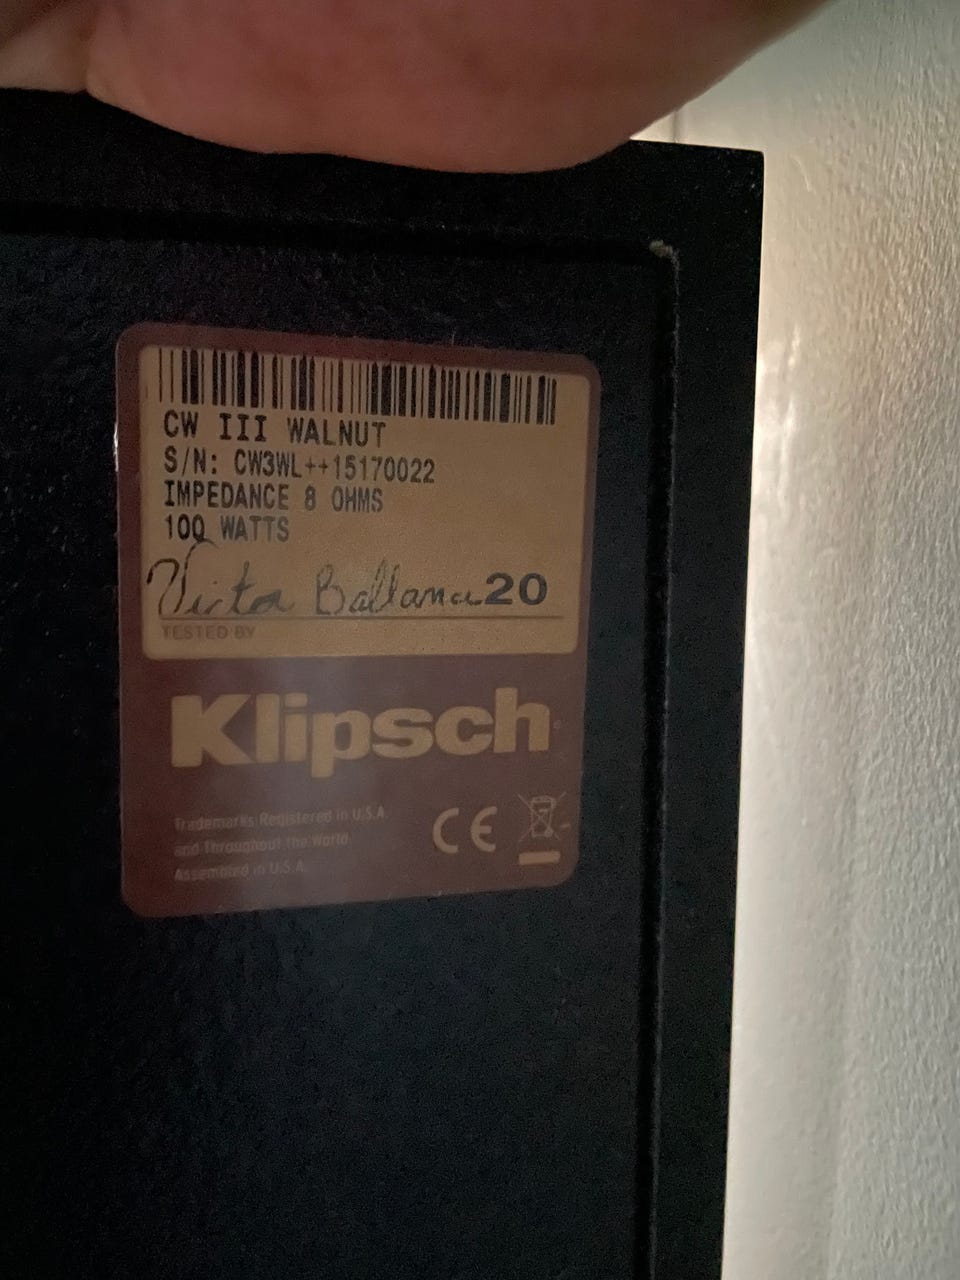 CW III WALNUT
S/N: CW3WL++15170022
IMPEDANCE 8 OHMS
100 WATTS
Victor 20
TESTED BY
Klipsch
Trademarks Registered in U.S.A.
and Throughout the World.
Assembled in U.S.A.
CE